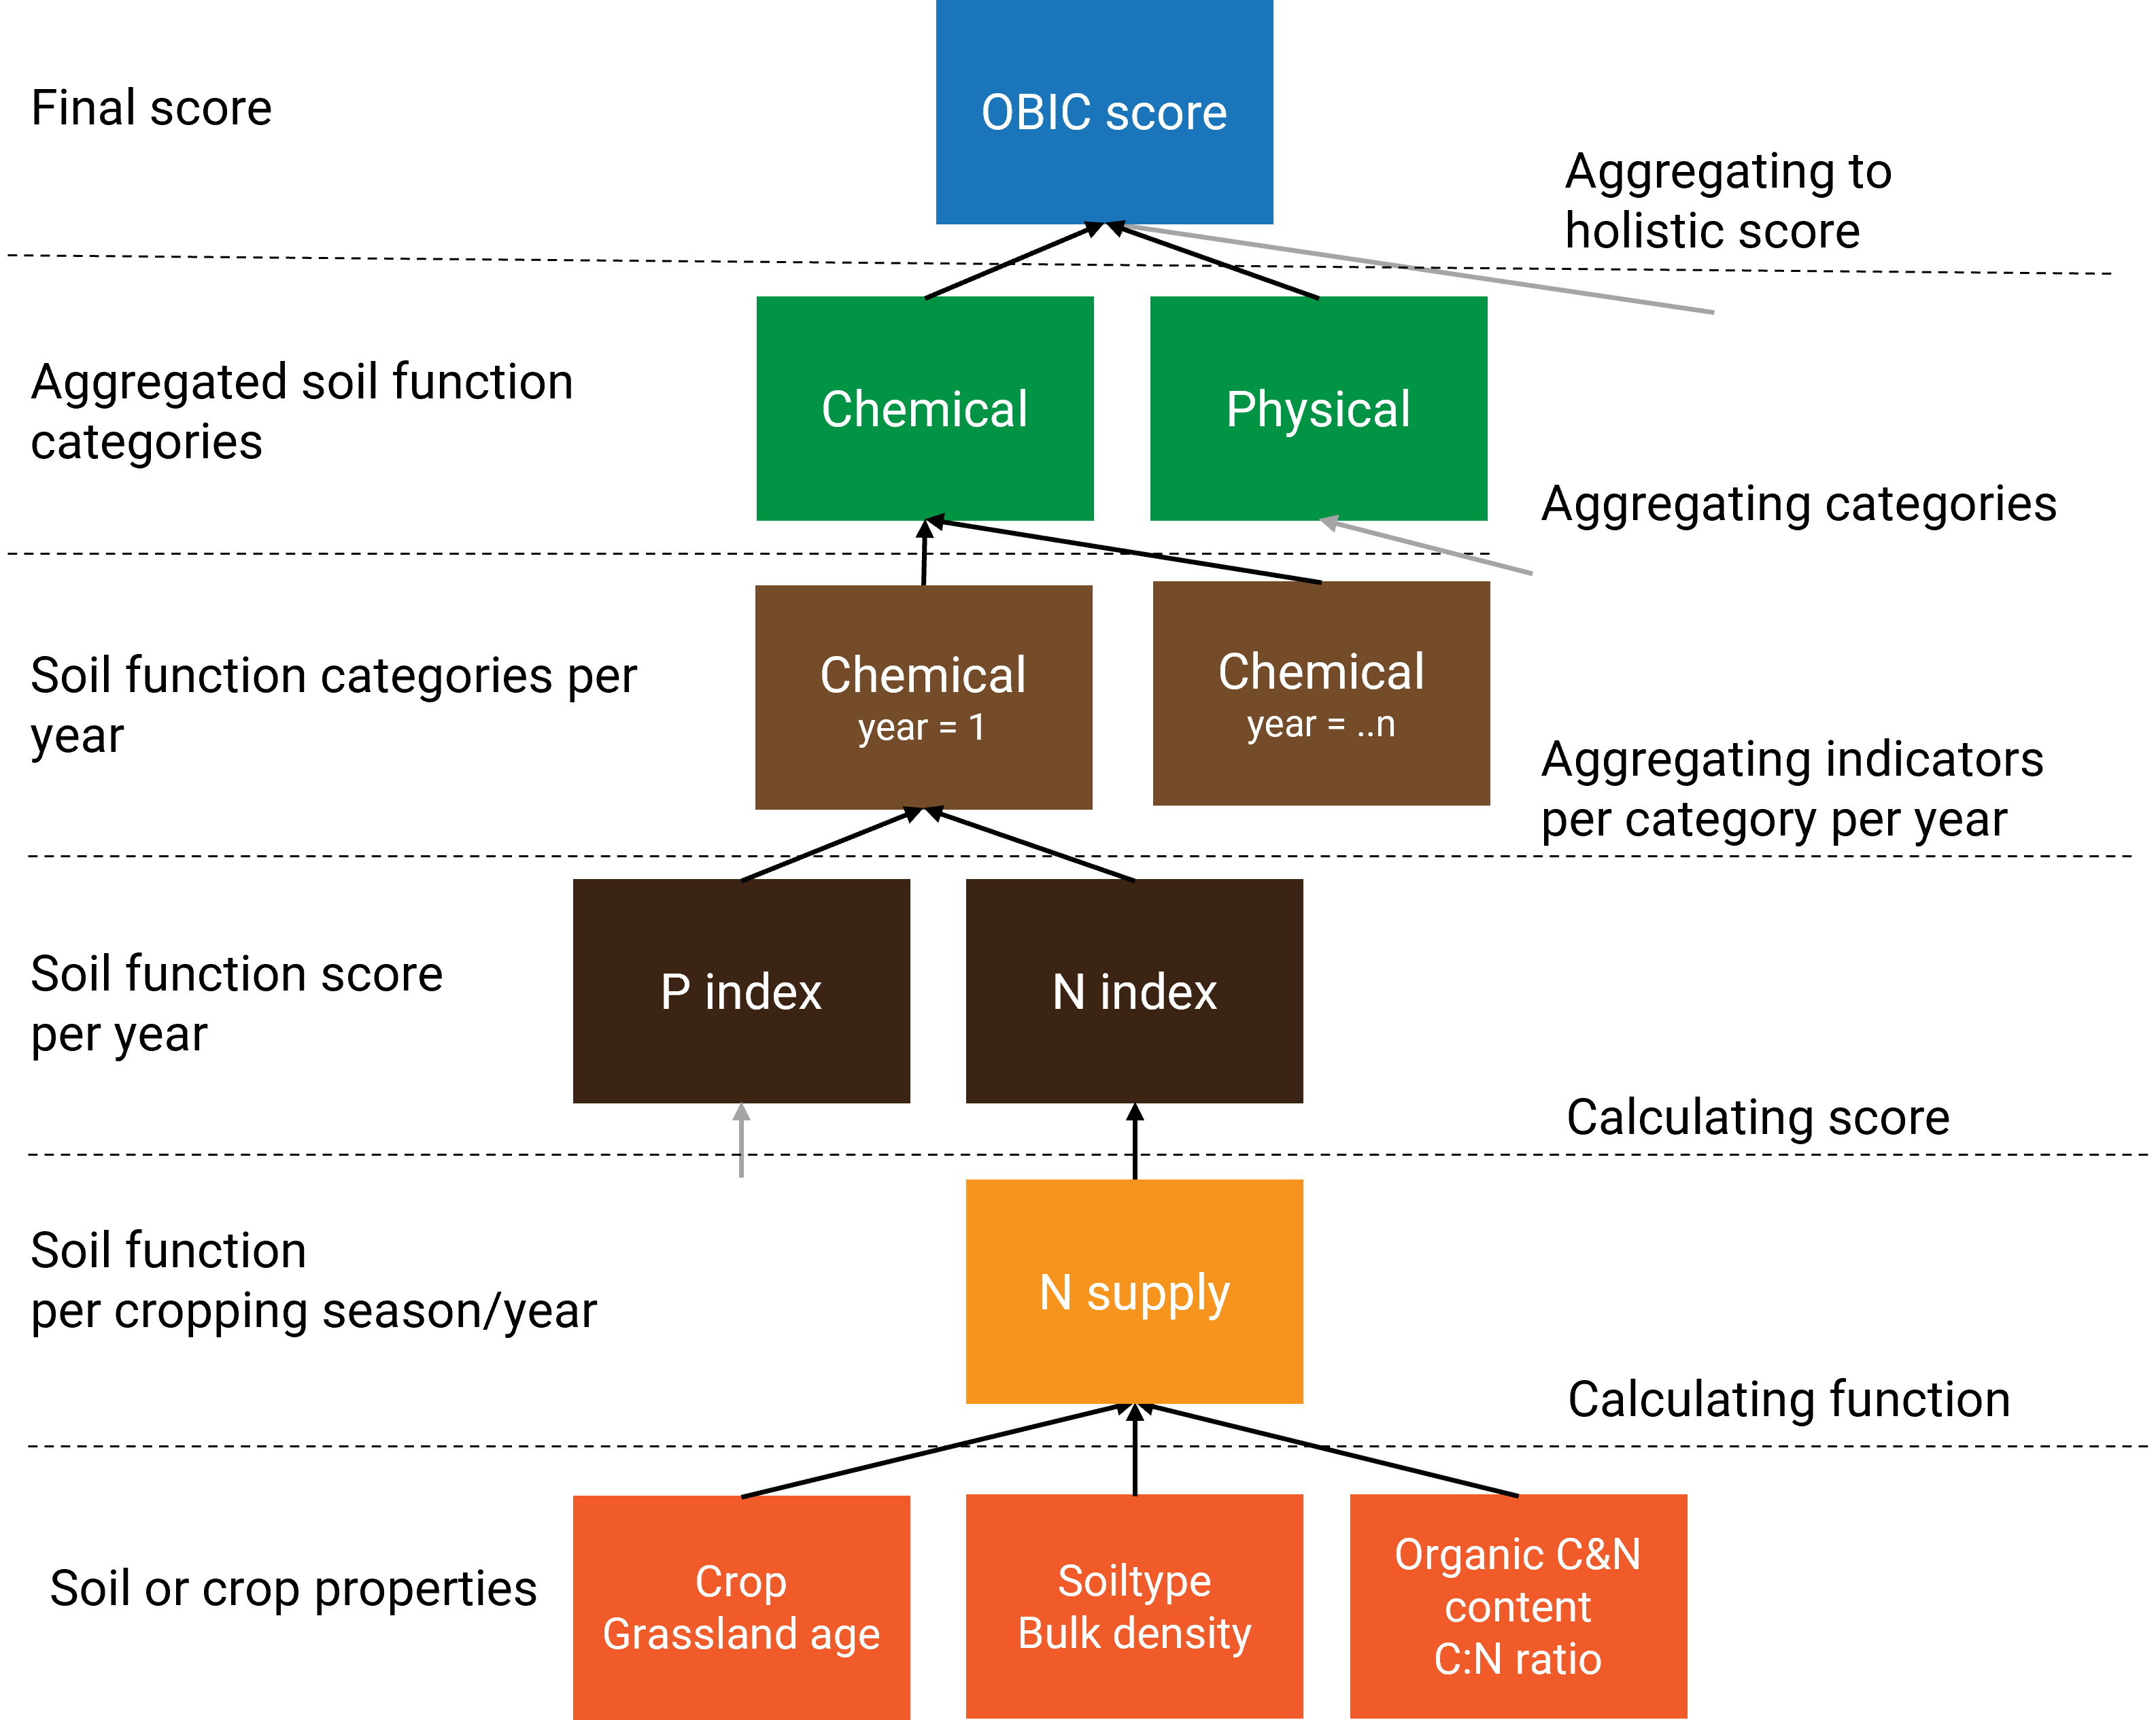 Final score
OBIC score
Aggregating to
holistic score
Aggregated soil function
categories
Chemical
Physical
Aggregating categories
Soil function categories per
year
Chemical
year = 1
Chemical
year = ..n
Aggregating indicators
per category per year
Soil function score
per year
P index
N index
Calculating score
Soil function
per cropping season/year
N supply
Calculating function
Soil or crop properties
Crop
Grassland age
Soiltype
Bulk density
Organic C&N
content
C:N ratio